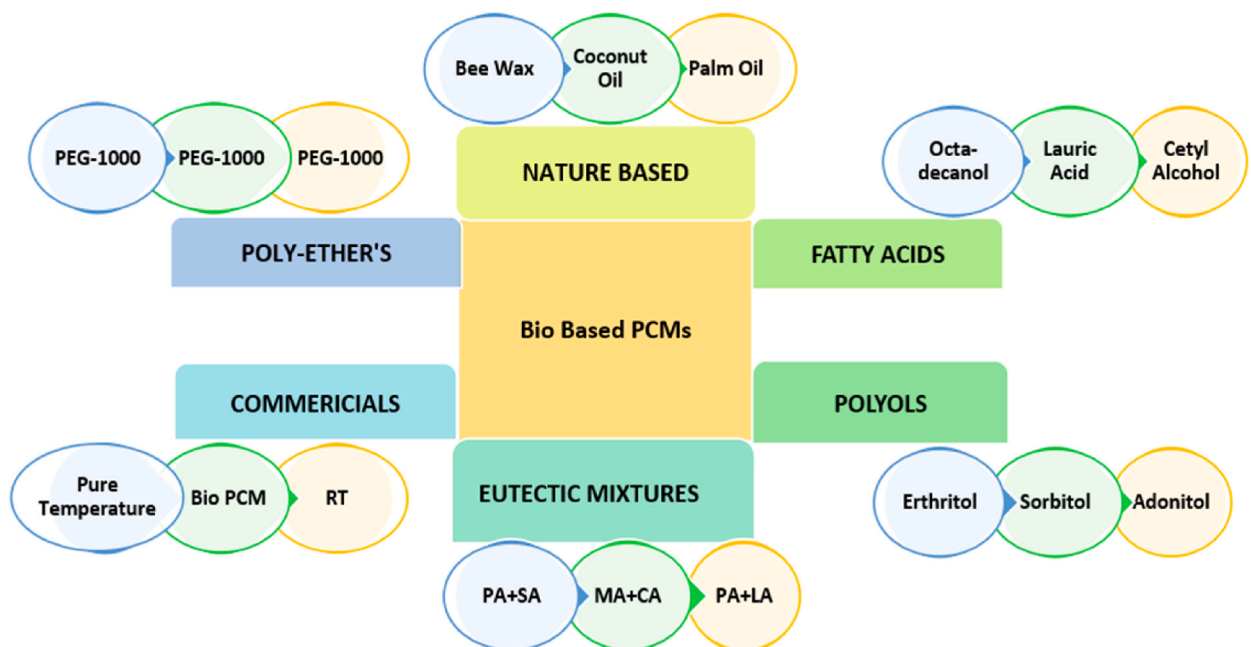 Bee Wax
Coconut
Oil
Palm Oil
PEG-1000
PEG-1000
PEG-1000
Octa-
decanol
Lauric
Acid
Cetyl
Alcohol
NATURE BASED
POLY-ETHER'S
FATTY ACIDS
Bio Based PCMs
COMMERICIALS
POLYOLS
Pure
Temperature
Bio PCM
RT
EUTECTIC MIXTURES
Erthritol
Sorbitol
Adonitol
PA+SA
MA+CA
PA+LA